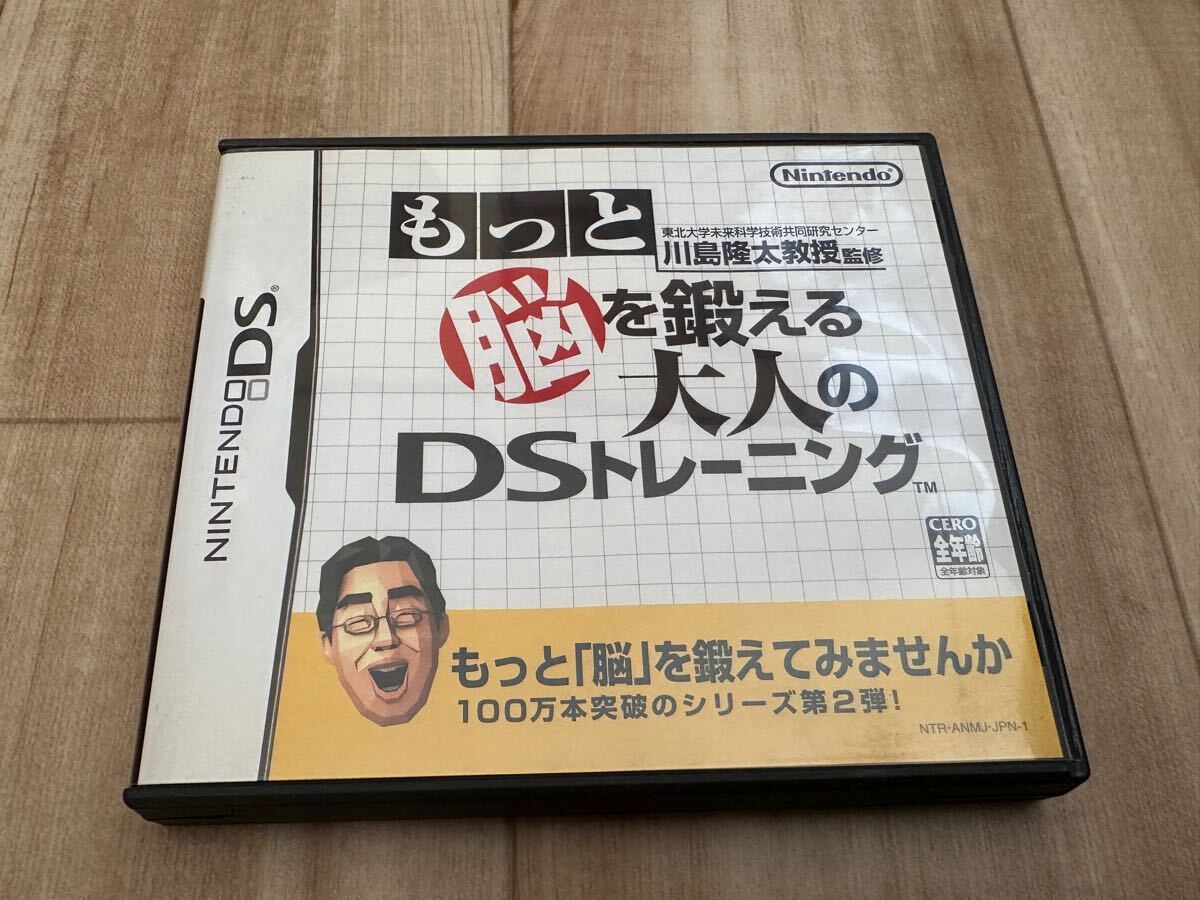 NINTENDODS®
Nintendo®
もっと
東北大学未来科学技術共同研究センター
川島隆太教授監修
脳を鍛える
大人の
DSトレーニング™
CERO
全年齢
全年齢対象
もっと「脳」を鍛えてみませんか
100万本突破のシリーズ第2弾!
NTR-ANMJ-JPN-1